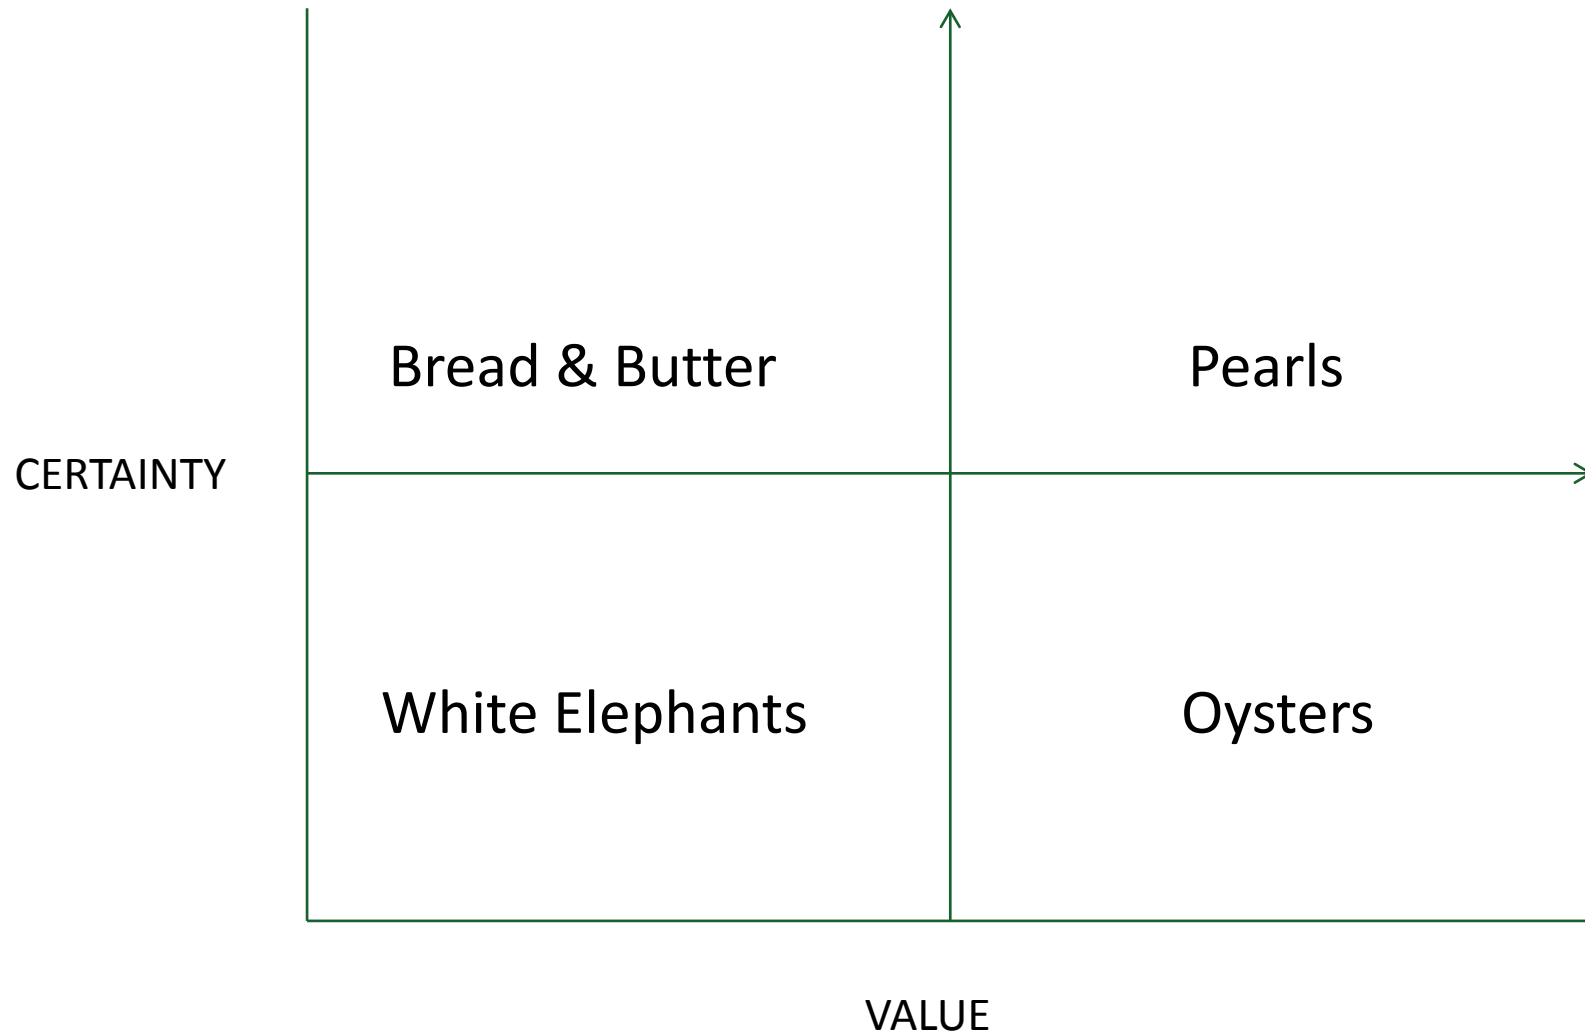 Bread & Butter
Pearls
CERTAINTY
White Elephants
Oysters
VALUE